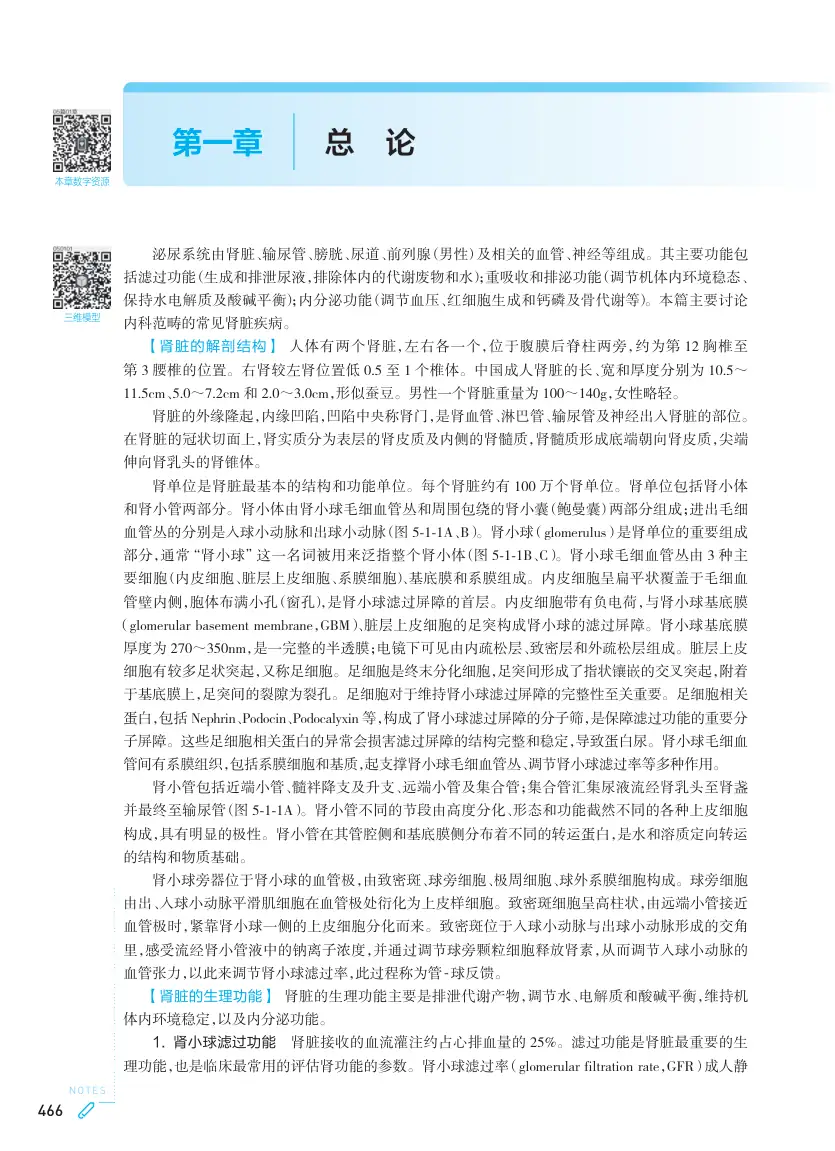 05篇01章
本章数字资源
第一章
总 论
050101
三维模型
泌尿系统由肾脏、输尿管、膀胱、尿道、前列腺(男性)及相关的血管、神经等组成。其主要功能包
括滤过功能(生成和排泄尿液,排除体内的代谢废物和水);重吸收和排泌功能(调节机体内环境稳态、
保持水电解质及酸碱平衡);内分泌功能(调节血压、红细胞生成和钙磷及骨代谢等)。本篇主要讨论
内科范畴的常见肾脏疾病。
【肾脏的解剖结构】 人体有两个肾脏,左右各一个,位于腹膜后脊柱两旁,约为第 12 胸椎至
第 3 腰椎的位置。右肾较左肾位置低 0.5 至 1 个椎体。中国成人肾脏的长、宽和厚度分别为 10.5~
11.5cm、5.0~7.2cm 和 2.0~3.0cm,形似蚕豆。男性一个肾脏重量为 100~140g,女性略轻。
肾脏的外缘隆起,内缘凹陷,凹陷中央称肾门,是肾血管、淋巴管、输尿管及神经出入肾脏的部位。
在肾脏的冠状切面上,肾实质分为表层的肾皮质及内侧的肾髓质,肾髓质形成底端朝向肾皮质,尖端
伸向肾乳头的肾锥体。
肾单位是肾脏最基本的结构和功能单位。每个肾脏约有 100 万个肾单位。肾单位包括肾小体
和肾小管两部分。肾小体由肾小球毛细血管丛和周围包绕的肾小囊(鲍曼囊)两部分组成;进出毛细
血管丛的分别是入球小动脉和出球小动脉(图 5-1-1A、B)。肾小球(glomerulus)是肾单位的重要组成
部分,通常“肾小球”这一名词被用来泛指整个肾小体(图 5-1-1B、C)。肾小球毛细血管丛由 3 种主
要细胞(内皮细胞、脏层上皮细胞、系膜细胞)、基底膜和系膜组成。内皮细胞呈扁平状覆盖于毛细血
管壁内侧,胞体布满小孔(窗孔),是肾小球滤过屏障的首层。内皮细胞带有负电荷,与肾小球基底膜
(glomerular basement membrane,GBM)、脏层上皮细胞的足突构成肾小球的滤过屏障。肾小球基底膜
厚度为 270~350nm,是一完整的半透膜;电镜下可见由内疏松层、致密层和外疏松层组成。脏层上皮
细胞有较多足状突起,又称足细胞。足细胞是终末分化细胞,足突间形成了指状镶嵌的交叉突起,附着
于基底膜上,足突间的裂隙为裂孔。足细胞对于维持肾小球滤过屏障的完整性至关重要。足细胞相关
蛋白,包括 Nephrin、Podocin、Podocalyxin 等,构成了肾小球滤过屏障的分子筛,是保障滤过功能的重要分
子屏障。这些足细胞相关蛋白的异常会损害滤过屏障的结构完整和稳定,导致蛋白尿。肾小球毛细血
管间有系膜组织,包括系膜细胞和基质,起支撑肾小球毛细血管丛、调节肾小球滤过率等多种作用。
肾小管包括近端小管、髓袢降支及升支、远端小管及集合管;集合管汇集尿液流经肾乳头至肾盏
并最终至输尿管(图 5-1-1A)。肾小管不同的节段由高度分化、形态和功能截然不同的各种上皮细胞
构成,具有明显的极性。肾小管在其管腔侧和基底膜侧分布着不同的转运蛋白,是水和溶质定向转运
的结构和物质基础。
肾小球旁器位于肾小球的血管极,由致密斑、球旁细胞、极周细胞、球外系膜细胞构成。球旁细胞
由出、入球小动脉平滑肌细胞在血管极处衍化为上皮样细胞。致密斑细胞呈高柱状,由远端小管接近
血管极时,紧靠肾小球一侧的上皮细胞分化而来。致密斑位于入球小动脉与出球小动脉形成的交角
里,感受流经肾小管液中的钠离子浓度,并通过调节球旁颗粒细胞释放肾素,从而调节入球小动脉的
血管张力,以此来调节肾小球滤过率,此过程称为管-球反馈。
【肾脏的生理功能】 肾脏的生理功能主要是排泄代谢产物,调节水、电解质和酸碱平衡,维持机
体内环境稳定,以及内分泌功能。
1. 肾小球滤过功能 肾脏接收的血流灌注约占心排血量的 25%。滤过功能是肾脏最重要的生
理功能,也是临床最常用的评估肾功能的参数。肾小球滤过率(glomerular filtration rate,GFR)成人静
NOTES
466